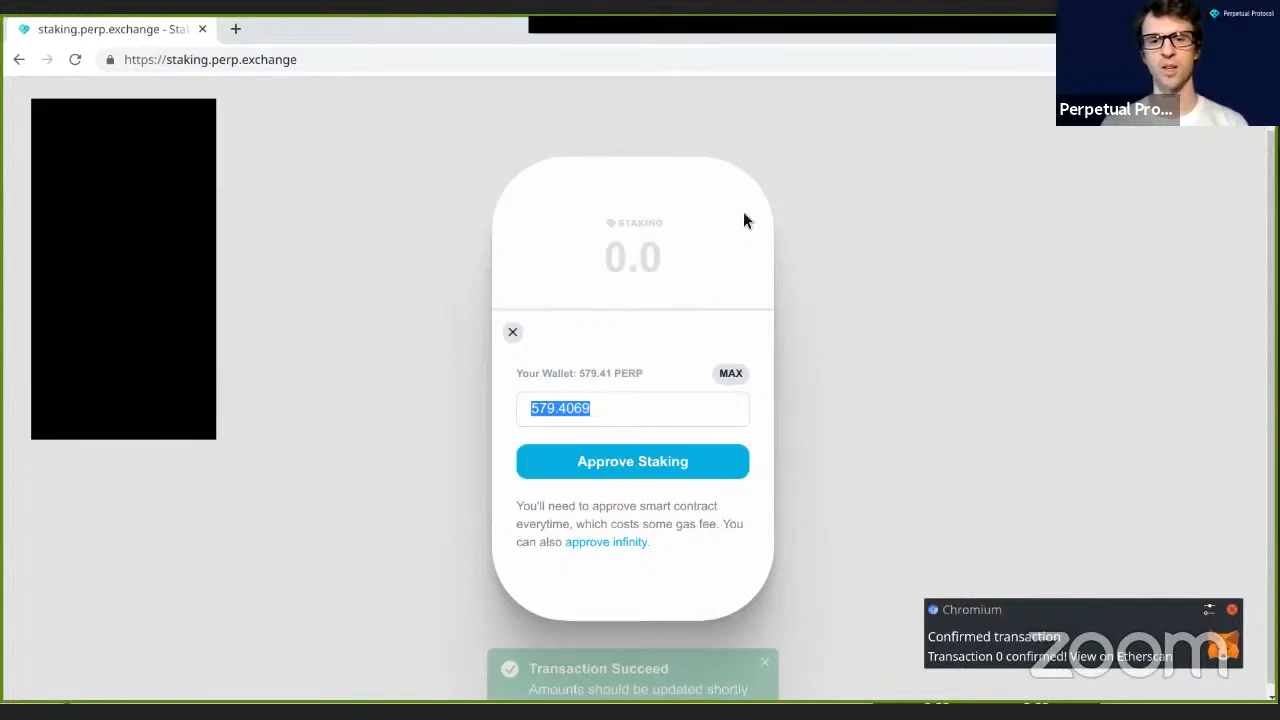 staking.perp.exchange - Stak
https://staking.perp.exchange
Perpetual Protocol
Perpetual Pro...
STAKING
0.0
Your Wallet: 579.41 PERP
MAX
579.4069
Approve Staking
You'll need to approve smart contract
everytime, which costs some gas fee. You
can also approve infinity.
Transaction Succeed
Amounts should be updated shortly
Chromium
Confirmed transaction
Transaction 0 confirmed! View on Etherscan
zoom